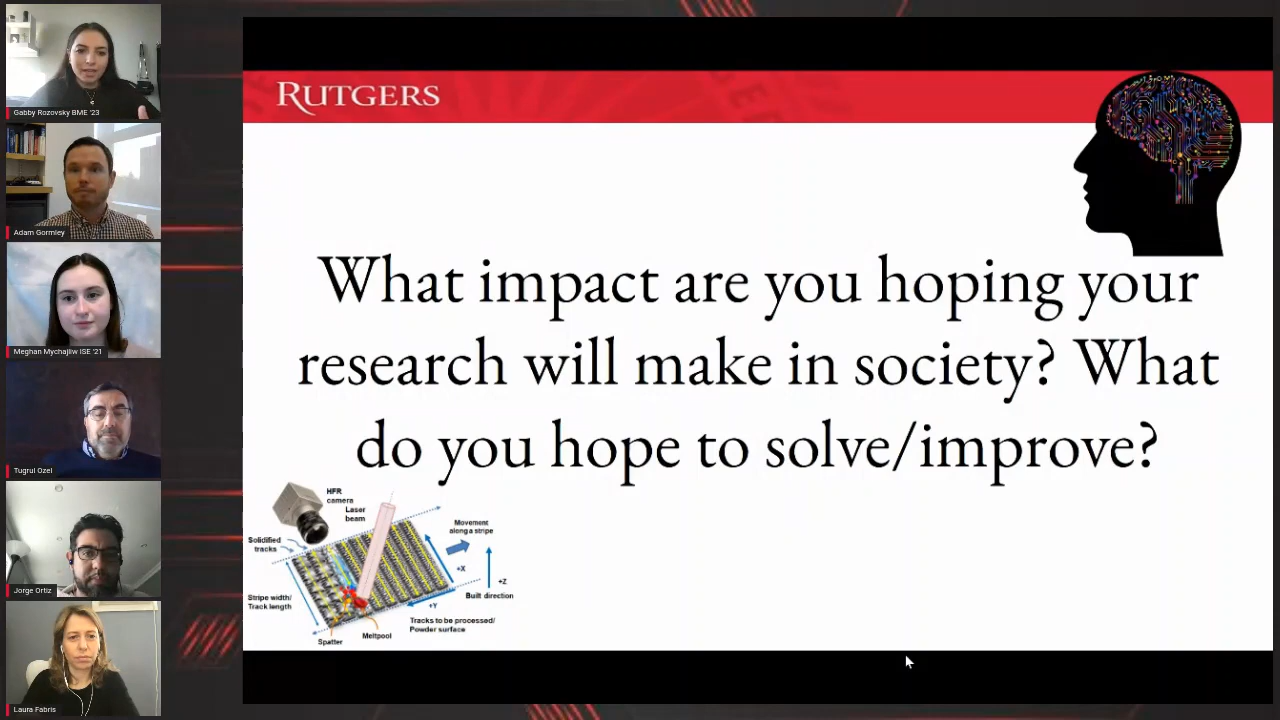 Gabby Rozovsky BME '23
Adam Gormley
Meghan Mychajliw ISE '21
Tugrul Ozel
Jorge Ortiz
Laura Fabris
RUTGERS
What impact are you hoping your
research will make in society? What
do you hope to solve/improve?
HFR
camera
Laser
beam
Solidified
tracks
Movement
along a stripe
+X
+Z
Built direction
Stripe width/
Track length
+Y
Tracks to be processed/
Powder surface
Meltpool
Spatter